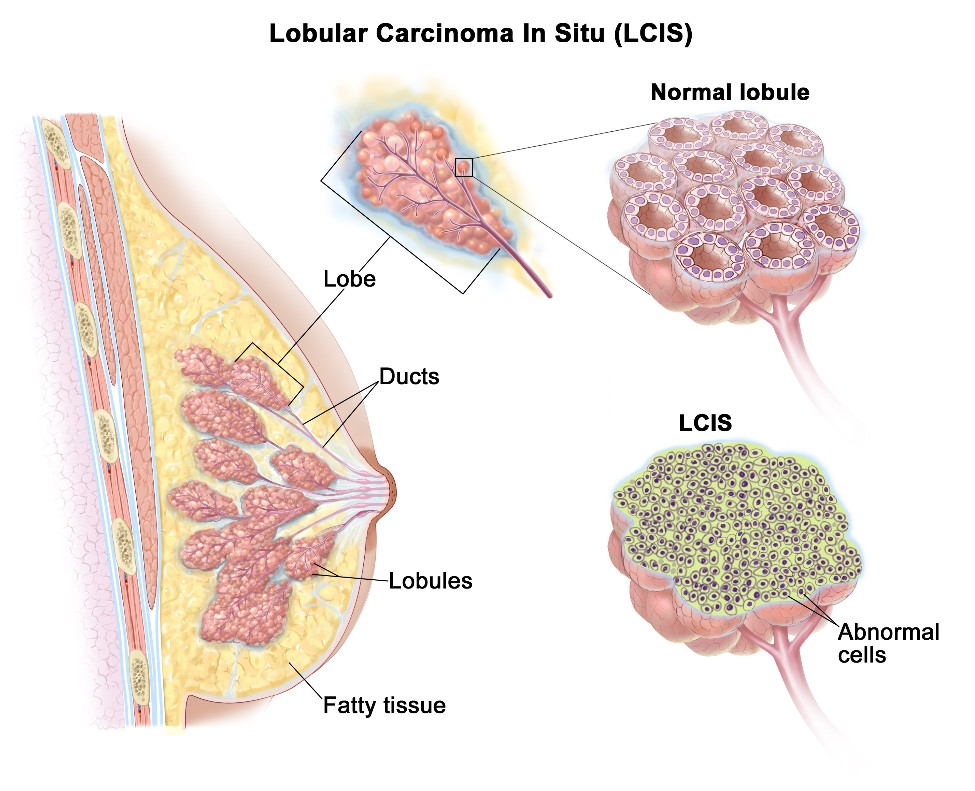 Lobular Carcinoma In Situ (LCIS)
Normal lobule
Lobe
Ducts
LCIS
Lobules
Abnormal
cells
Fatty tissue